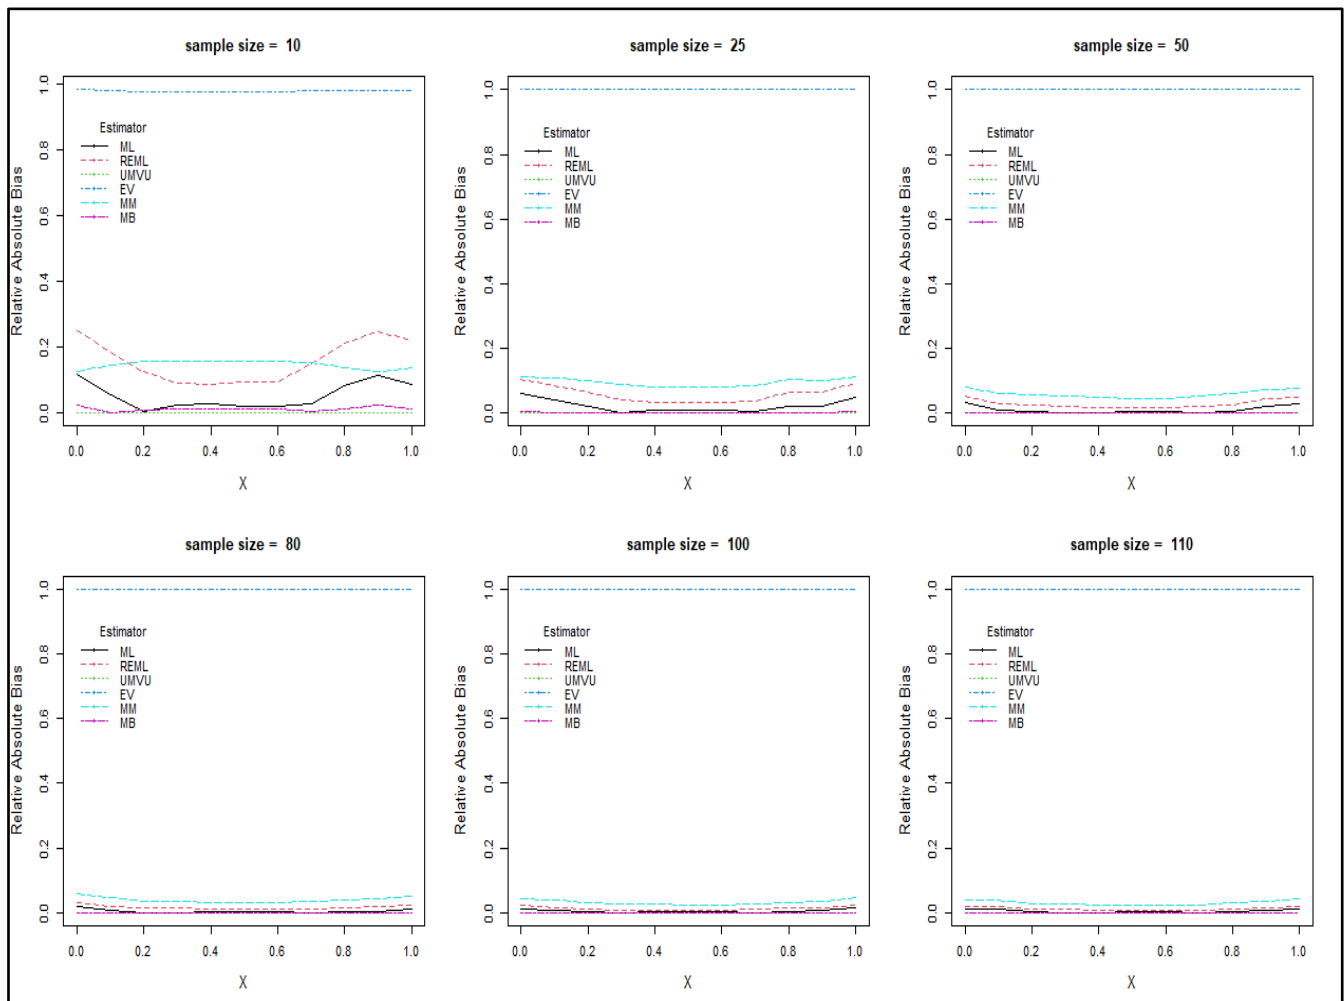 sample size = 10
1.0
0.8
0.6
0.4
0.2
0.0
Relative Absolute Bias
Estimator
ML
REML
UMVU
EV
MM
MB
0.0 0.2 0.4 0.6 0.8 1.0
X
sample size = 25
1.0
0.8
0.6
0.4
0.2
0.0
Relative Absolute Bias
Estimator
ML
REML
UMVU
EV
MM
MB
0.0 0.2 0.4 0.6 0.8 1.0
X
sample size = 50
1.0
0.8
0.6
0.4
0.2
0.0
Relative Absolute Bias
Estimator
ML
REML
UMVU
EV
MM
MB
0.0 0.2 0.4 0.6 0.8 1.0
X
sample size = 80
1.0
0.8
0.6
0.4
0.2
0.0
Relative Absolute Bias
Estimator
ML
REML
UMVU
EV
MM
MB
0.0 0.2 0.4 0.6 0.8 1.0
X
sample size = 100
1.0
0.8
0.6
0.4
0.2
0.0
Relative Absolute Bias
Estimator
ML
REML
UMVU
EV
MM
MB
0.0 0.2 0.4 0.6 0.8 1.0
X
sample size = 110
1.0
0.8
0.6
0.4
0.2
0.0
Relative Absolute Bias
Estimator
ML
REML
UMVU
EV
MM
MB
0.0 0.2 0.4 0.6 0.8 1.0
X